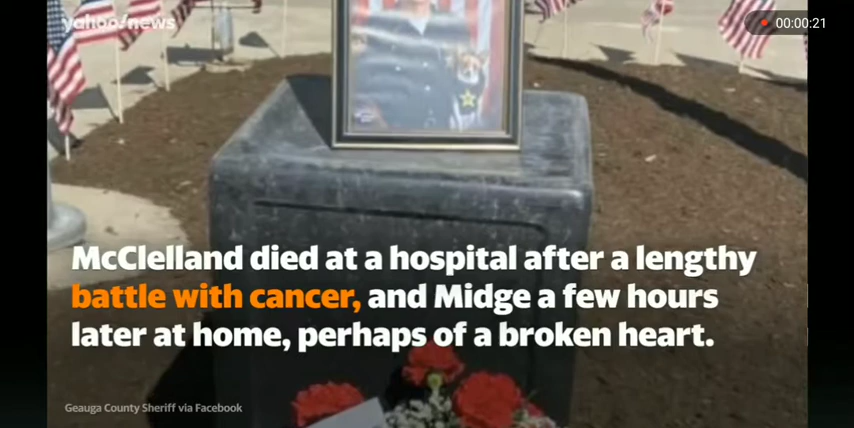 yahoo!news
00:00:21
McClelland died at a hospital after a lengthy
battle with cancer, and Midge a few hours
later at home, perhaps of a broken heart.
Geauga County Sheriff via Facebook